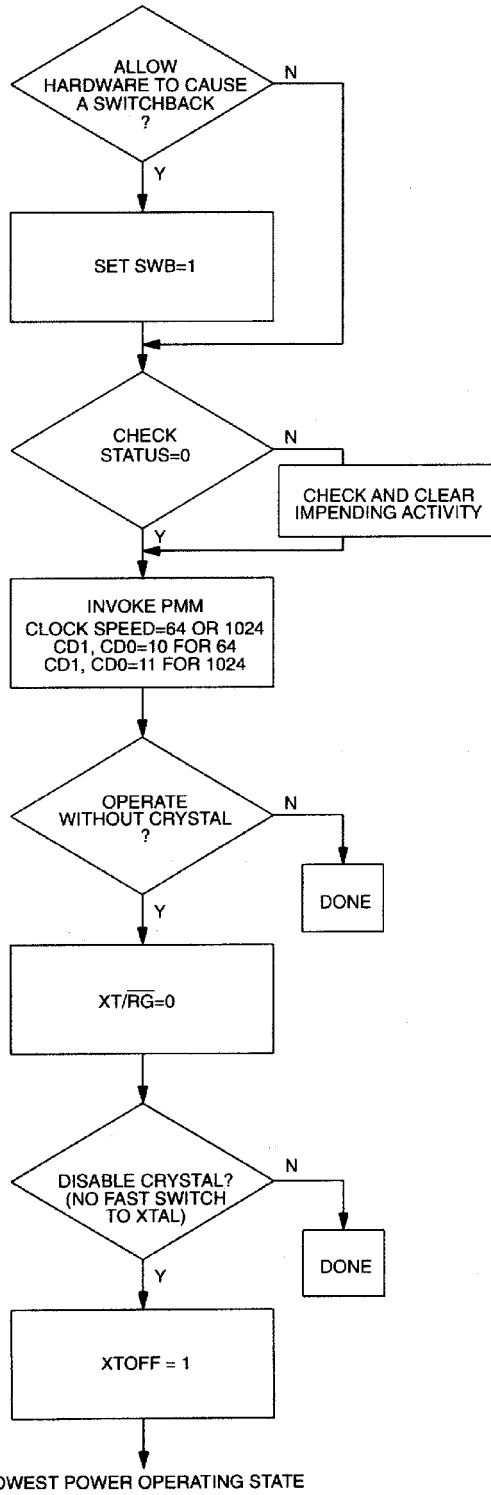 ALLOW
HARDWARE TO CAUSE
A SWITCHBACK
?
N
Y
SET SWB=1
CHECK
STATUS=0
N
CHECK AND CLEAR
IMPENDING ACTIVITY
Y
INVOKE PMM
CLOCK SPEED=64 OR 1024
CD1, CD0=10 FOR 64
CD1, CD0=11 FOR 1024
OPERATE
WITHOUT CRYSTAL
?
N
DONE
Y
XT/R̅G̅=0
DISABLE CRYSTAL?
(NO FAST SWITCH
TO XTAL)
N
DONE
Y
XTOFF = 1
OWEST POWER OPERATING STATE